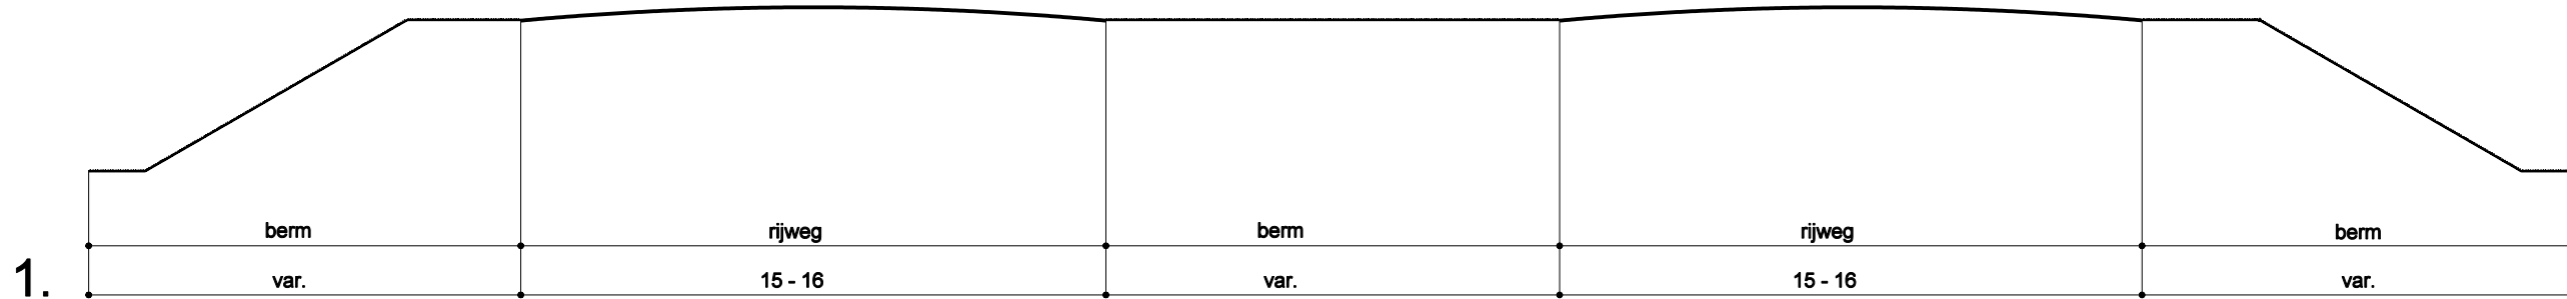 berm rijweg berm rijweg berm
1. var. 15 - 16 var. 15 - 16 var.